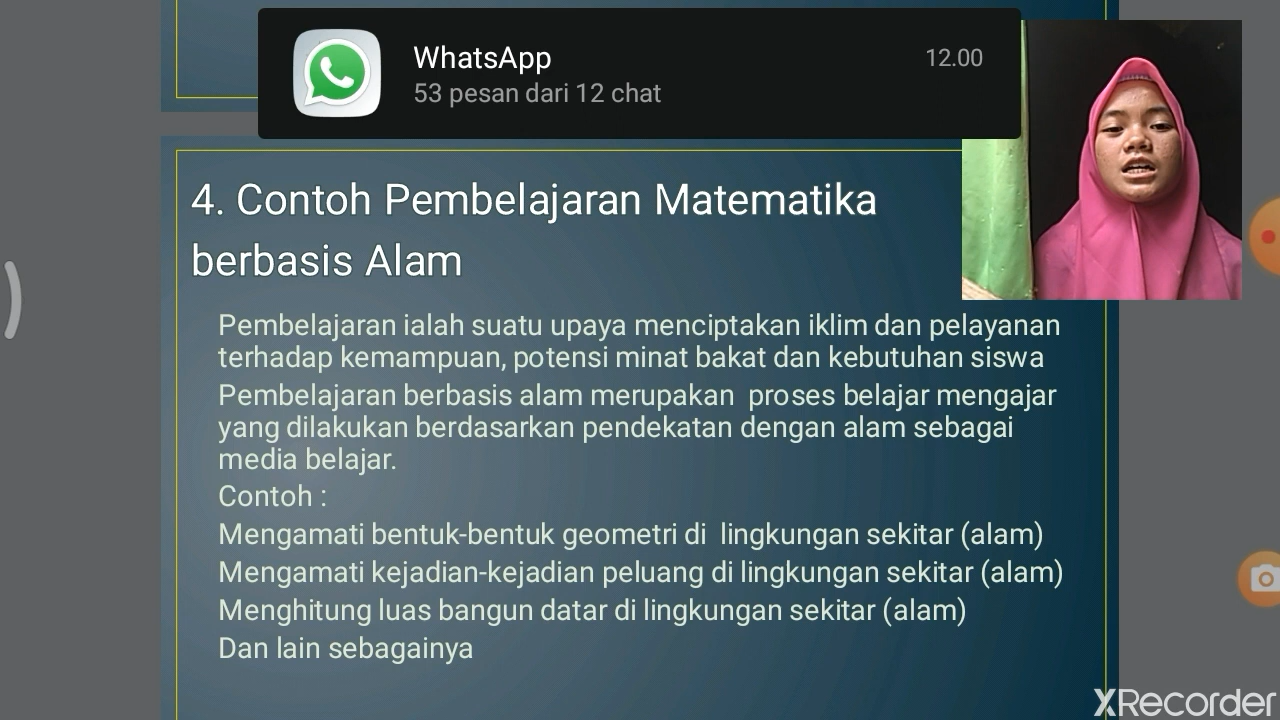 WhatsApp
12.00
53 pesan dari 12 chat
4. Contoh Pembelajaran Matematika
berbasis Alam
Pembelajaran ialah suatu upaya menciptakan iklim dan pelayanan
terhadap kemampuan, potensi minat bakat dan kebutuhan siswa
Pembelajaran berbasis alam merupakan  proses belajar mengajar
yang dilakukan berdasarkan pendekatan dengan alam sebagai
media belajar.
Contoh :
Mengamati bentuk-bentuk geometri di  lingkungan sekitar (alam)
Mengamati kejadian-kejadian peluang di lingkungan sekitar (alam)
Menghitung luas bangun datar di lingkungan sekitar (alam)
Dan lain sebagainya
XRecorder